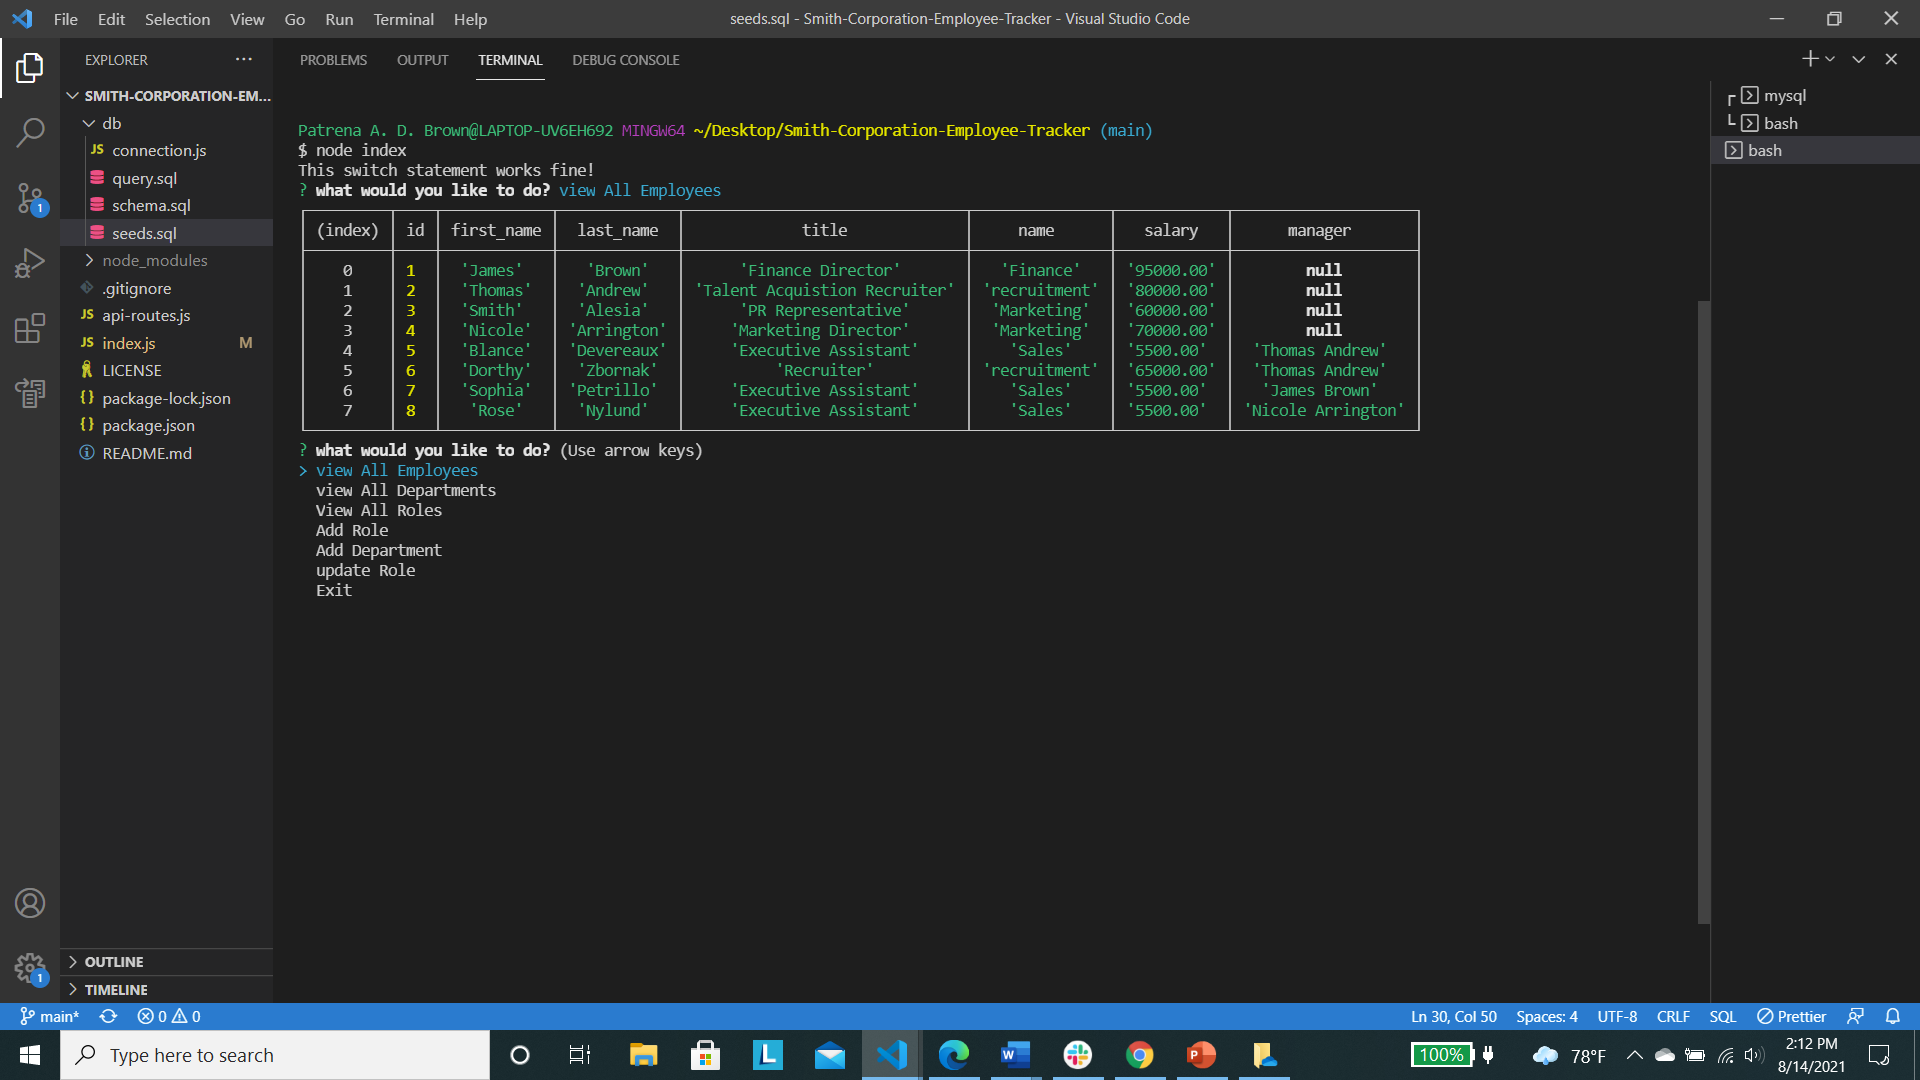 File Edit Selection View Go Run Terminal Help
seeds.sql - Smith-Corporation-Employee-Tracker - Visual Studio Code
EXPLORER
SMITH-CORPORATION-EM...
db
JS connection.js
query.sql
schema.sql
seeds.sql
node_modules
.gitignore
JS api-routes.js
JS index.js M
LICENSE
{} package-lock.json
{} package.json
README.md
OUTLINE
TIMELINE
1
1
PROBLEMS OUTPUT TERMINAL DEBUG CONSOLE
Patrena A. D. Brown@LAPTOP-UV6EH692 MINGW64 ~/Desktop/Smith-Corporation-Employee-Tracker (main)
$ node index
This switch statement works fine!
? what would you like to do? view All Employees
(index) id first_name last_name title name salary manager
0 1 'James' 'Brown' 'Finance Director' 'Finance' '95000.00' null
1 2 'Thomas' 'Andrew' 'Talent Acquistion Recruiter' 'recruitment' '80000.00' null
2 3 'Smith' 'Alesia' 'PR Representative' 'Marketing' '60000.00' null
3 4 'Nicole' 'Arrington' 'Marketing Director' 'Marketing' '70000.00' null
4 5 'Blance' 'Devereaux' 'Executive Assistant' 'Sales' '5500.00' 'Thomas Andrew'
5 6 'Dorthy' 'Zbornak' 'Recruiter' 'recruitment' '65000.00' 'Thomas Andrew'
6 7 'Sophia' 'Petrillo' 'Executive Assistant' 'Sales' '5500.00' 'James Brown'
7 8 'Rose' 'Nylund' 'Executive Assistant' 'Sales' '5500.00' 'Nicole Arrington'
? what would you like to do? (Use arrow keys)
> view All Employees
view All Departments
View All Roles
Add Role
Add Department
update Role
Exit
mysql
bash
bash
main* 0 0
Ln 30, Col 50 Spaces: 4 UTF-8 CRLF SQL Prettier
Type here to search
L
W
P
100%
78°F
2:12 PM
8/14/2021